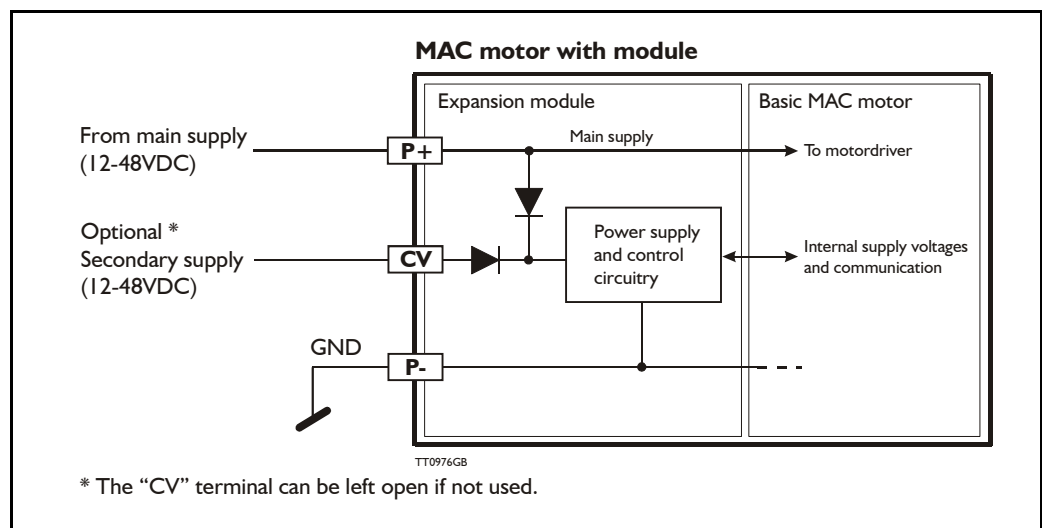 MAC motor with module
Expansion module
Basic MAC motor
From main supply
(12-48VDC)
P+
Main supply
To motordriver
Optional *
Secondary supply
(12-48VDC)
CV
Power supply
and control
circuitry
Internal supply voltages
and communication
GND
P-
TT0976GB
* The “CV” terminal can be left open if not used.